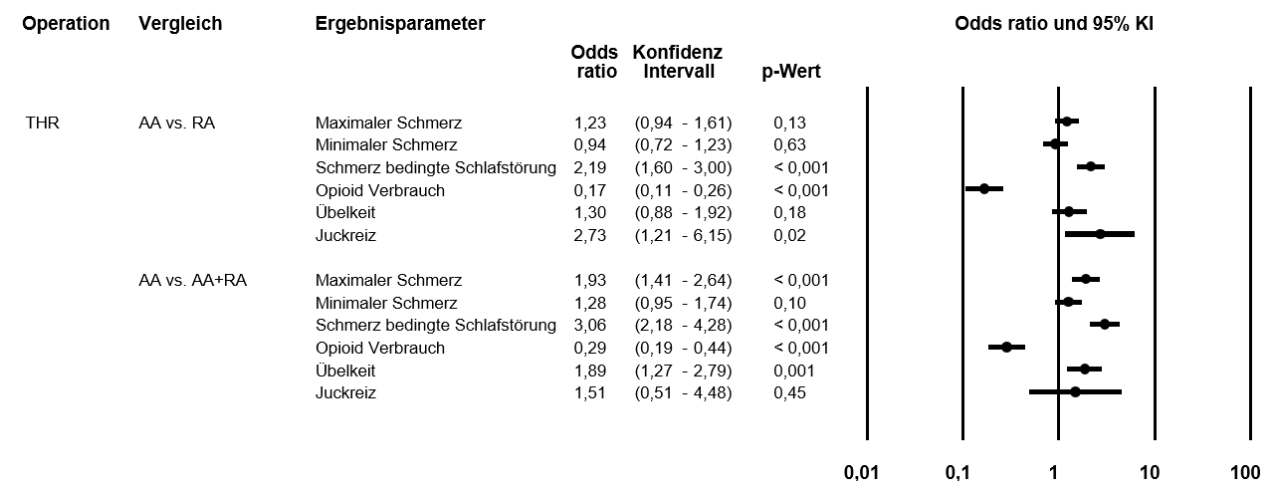 Operation Vergleich Ergebnisparameter Odds ratio und 95% KI
Odds Konfidenz
ratio Intervall p-Wert
THR AA vs. RA Maximaler Schmerz 1,23 (0,94 - 1,61) 0,13
Minimaler Schmerz 0,94 (0,72 - 1,23) 0,63
Schmerz bedingte Schlafstörung 2,19 (1,60 - 3,00) < 0,001
Opioid Verbrauch 0,17 (0,11 - 0,26) < 0,001
Übelkeit 1,30 (0,88 - 1,92) 0,18
Juckreiz 2,73 (1,21 - 6,15) 0,02
AA vs. AA+RA Maximaler Schmerz 1,93 (1,41 - 2,64) < 0,001
Minimaler Schmerz 1,28 (0,95 - 1,74) 0,10
Schmerz bedingte Schlafstörung 3,06 (2,18 - 4,28) < 0,001
Opioid Verbrauch 0,29 (0,19 - 0,44) < 0,001
Übelkeit 1,89 (1,27 - 2,79) 0,001
Juckreiz 1,51 (0,51 - 4,48) 0,45
0,01 0,1 1 10 100